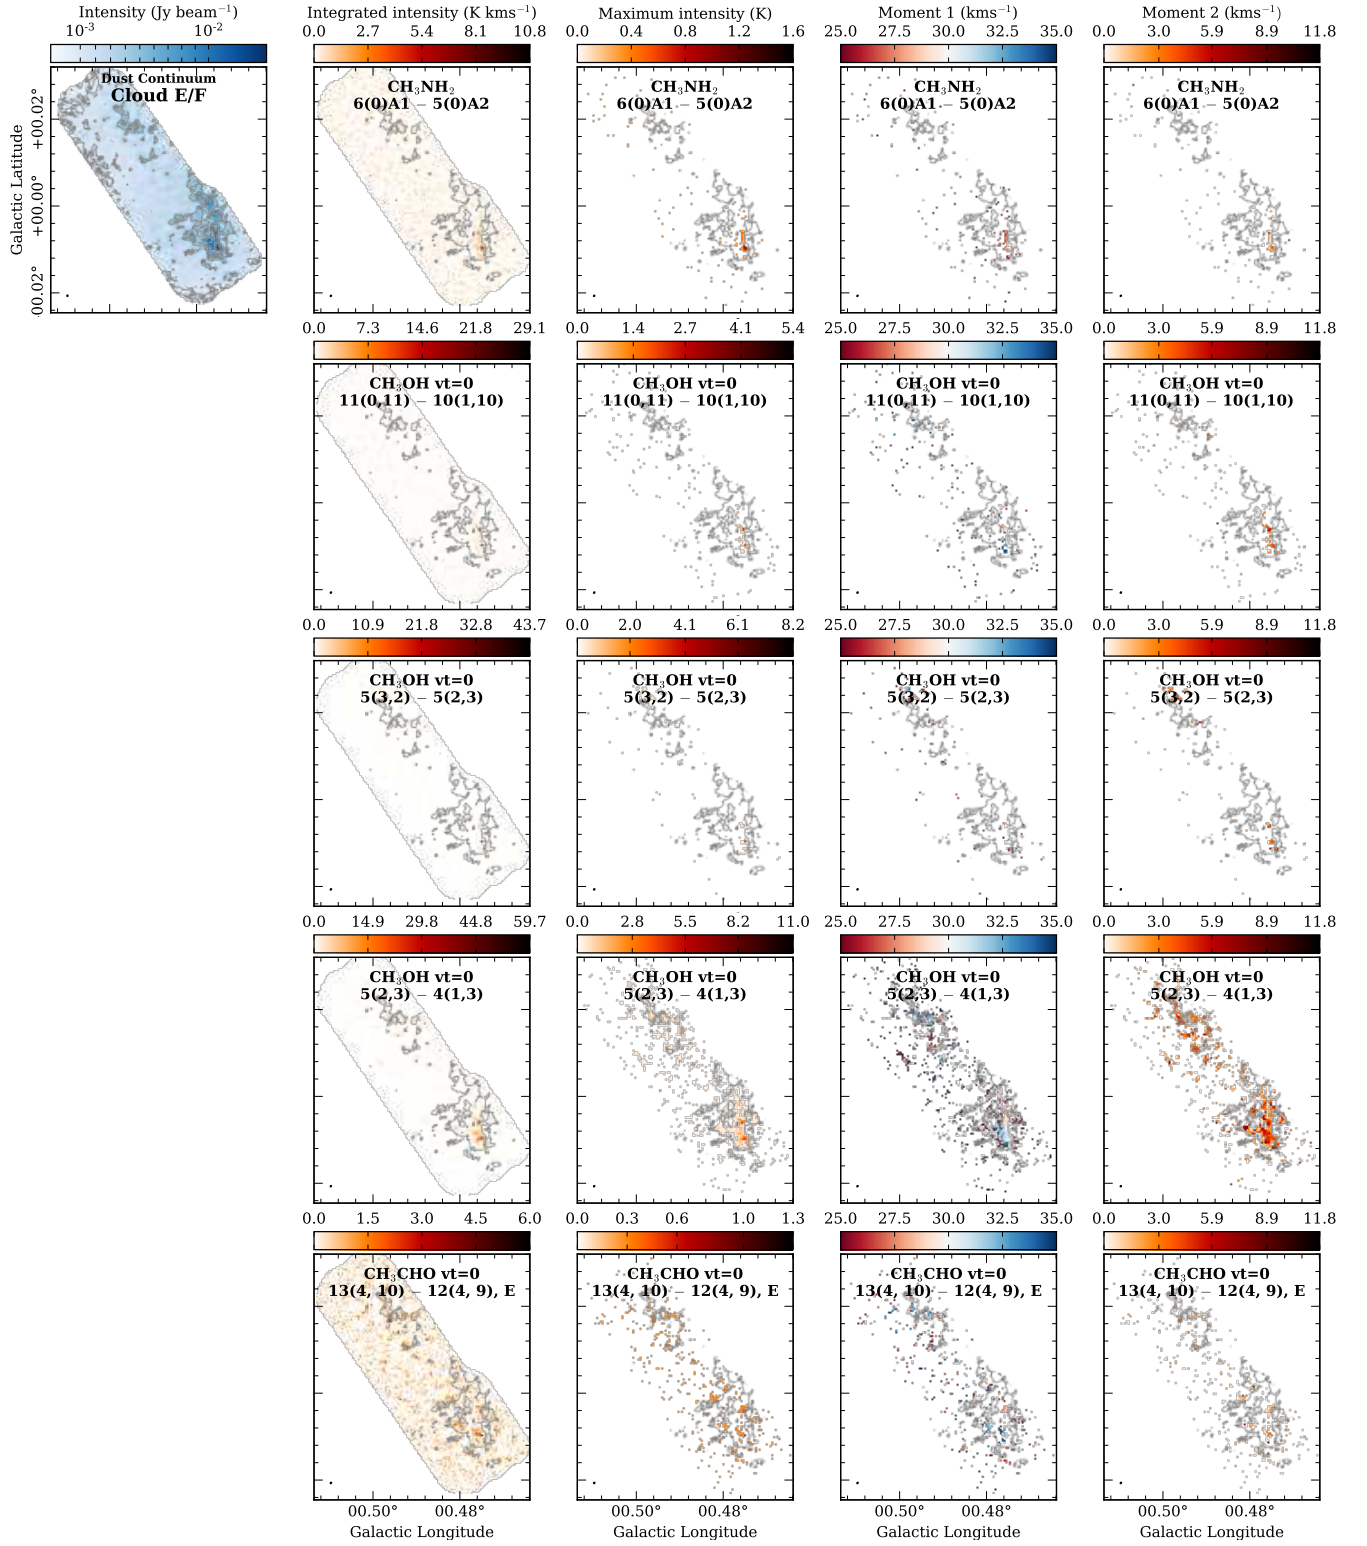 Intensity (Jy beam⁻¹) Integrated intensity (K kms⁻¹) Maximum intensity (K) Moment 1 (kms⁻¹) Moment 2 (kms⁻¹)
10⁻³ 10⁻² 0.0 2.7 5.4 8.1 10.8 0.0 0.4 0.8 1.2 1.6 25.0 27.5 30.0 32.5 35.0 0.0 3.0 5.9 8.9 11.8
Dust Continuum
Cloud E/F
CH₃NH₂ CH₃NH₂ CH₃NH₂ CH₃NH₂
6(0)A1 − 5(0)A2 6(0)A1 − 5(0)A2 6(0)A1 − 5(0)A2 6(0)A1 − 5(0)A2
Galactic Latitude
+00.02°
+00.00°
00.02°
0.0 7.3 14.6 21.8 29.1 0.0 1.4 2.7 4.1 5.4 25.0 27.5 30.0 32.5 35.0 0.0 3.0 5.9 8.9 11.8
CH₃OH vt=0 CH₃OH vt=0 CH₃OH vt=0 CH₃OH vt=0
11(0,11) − 10(1,10) 11(0,11) − 10(1,10) 11(0,11) − 10(1,10) 11(0,11) − 10(1,10)
0.0 10.9 21.8 32.8 43.7 0.0 2.0 4.1 6.1 8.2 25.0 27.5 30.0 32.5 35.0 0.0 3.0 5.9 8.9 11.8
CH₃OH vt=0 CH₃OH vt=0 CH₃OH vt=0 CH₃OH vt=0
5(3,2) − 5(2,3) 5(3,2) − 5(2,3) 5(3,2) − 5(2,3) 5(3,2) − 5(2,3)
0.0 14.9 29.8 44.8 59.7 0.0 2.8 5.5 8.2 11.0 25.0 27.5 30.0 32.5 35.0 0.0 3.0 5.9 8.9 11.8
CH₃OH vt=0 CH₃OH vt=0 CH₃OH vt=0 CH₃OH vt=0
5(2,3) − 4(1,3) 5(2,3) − 4(1,3) 5(2,3) − 4(1,3) 5(2,3) − 4(1,3)
0.0 1.5 3.0 4.5 6.0 0.0 0.3 0.6 1.0 1.3 25.0 27.5 30.0 32.5 35.0 0.0 3.0 5.9 8.9 11.8
CH₃CHO vt=0 CH₃CHO vt=0 CH₃CHO vt=0 CH₃CHO vt=0
13(4, 10) − 12(4, 9), E 13(4, 10) − 12(4, 9), E 13(4, 10) − 12(4, 9), E 13(4, 10) − 12(4, 9), E
00.50° 00.48° 00.50° 00.48° 00.50° 00.48° 00.50° 00.48°
Galactic Longitude Galactic Longitude Galactic Longitude Galactic Longitude